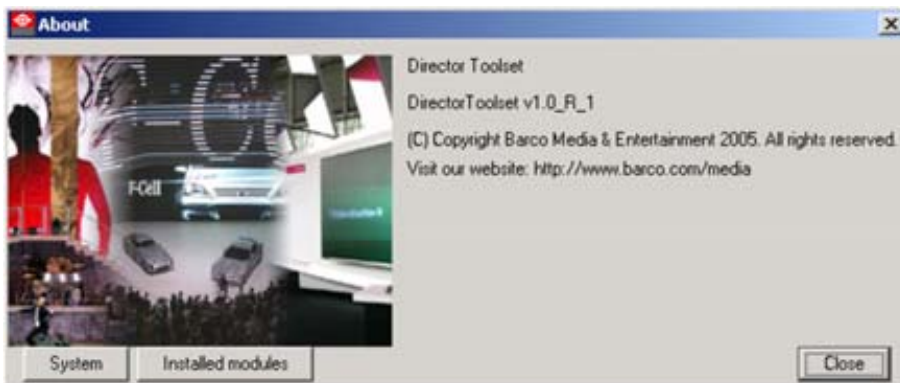 About
Director Toolset
DirectorToolset v1.0_R_1
(C) Copyright Barco Media & Entertainment 2005. All rights reserved.
Visit our website: http://www.barco.com/media
F-Cell
System
Installed modules
Close